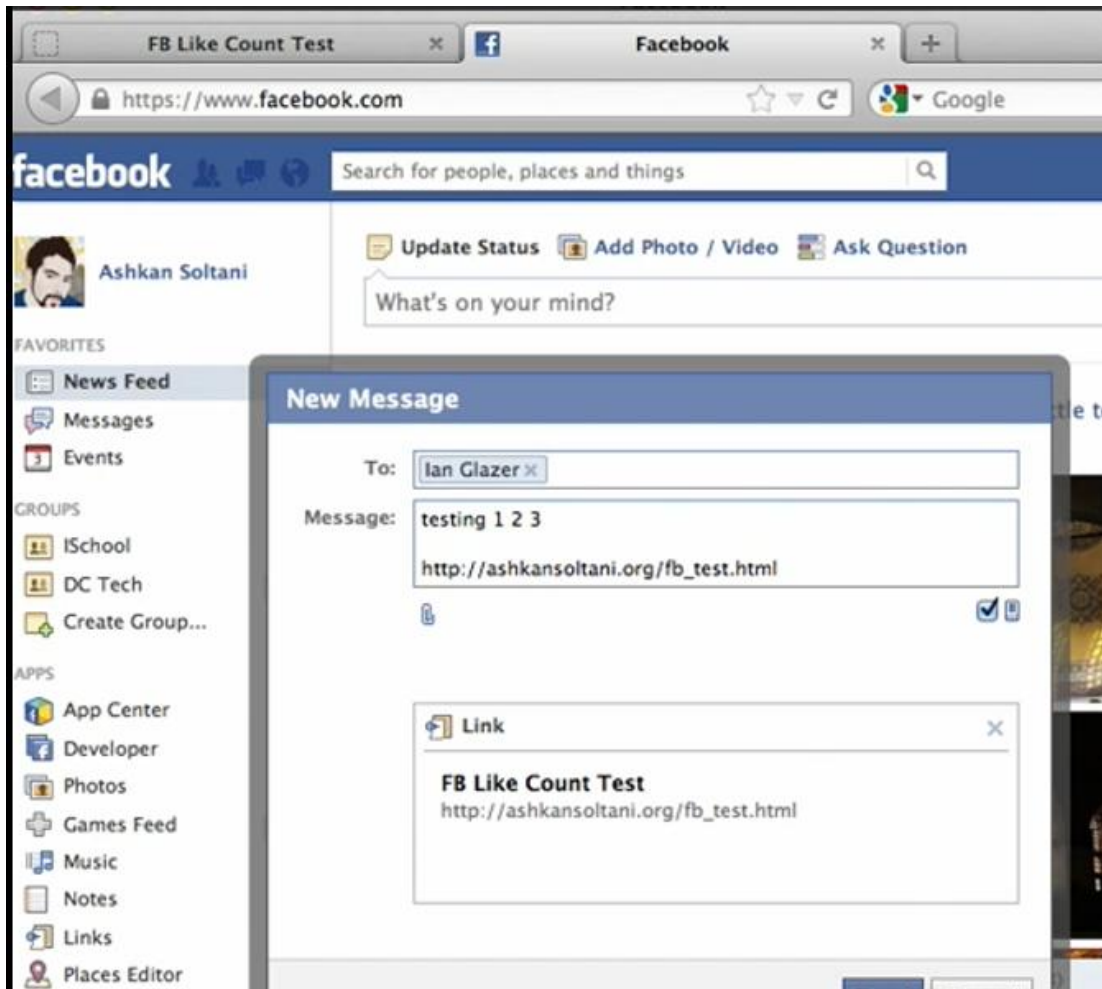 FB Like Count Test
Facebook
https://www.facebook.com
Google
facebook
Search for people, places and things
Ashkan Soltani
Update Status Add Photo / Video Ask Question
What's on your mind?
FAVORITES
News Feed
Messages
3 Events
GROUPS
ISchool
DC Tech
Create Group...
APPS
App Center
Developer
Photos
Games Feed
Music
Notes
Links
Places Editor
New Message
To: Ian Glazer
Message: testing 1 2 3
http://ashkansoltani.org/fb_test.html
Link
FB Like Count Test
http://ashkansoltani.org/fb_test.html